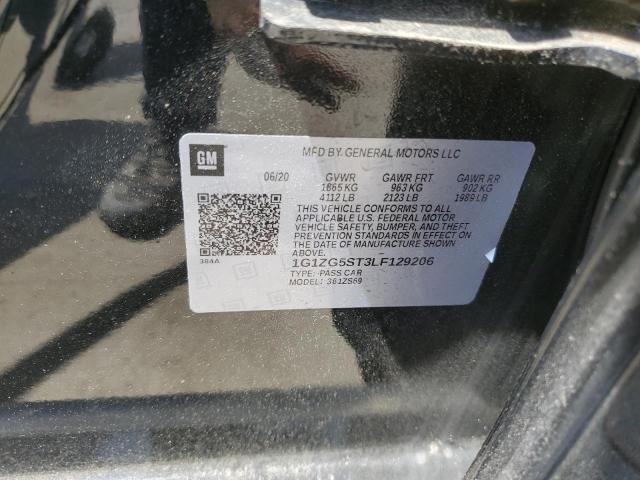 GM
MFD BY GENERAL MOTORS LLC
06/20 GVWR GAWR FRT GAWR RR
1865 KG 963 KG 902 KG
4112 LB 2123 LB 1989 LB
THIS VEHICLE CONFORMS TO ALL
APPLICABLE U.S. FEDERAL MOTOR
VEHICLE SAFETY, BUMPER, AND THEFT
PREVENTION STANDARDS IN EFFECT ON
THE DATE OF MANUFACTURE SHOWN
ABOVE.
384A
1G1ZG5ST3LF129206
TYPE: PASS CAR
MODEL: 381ZS69